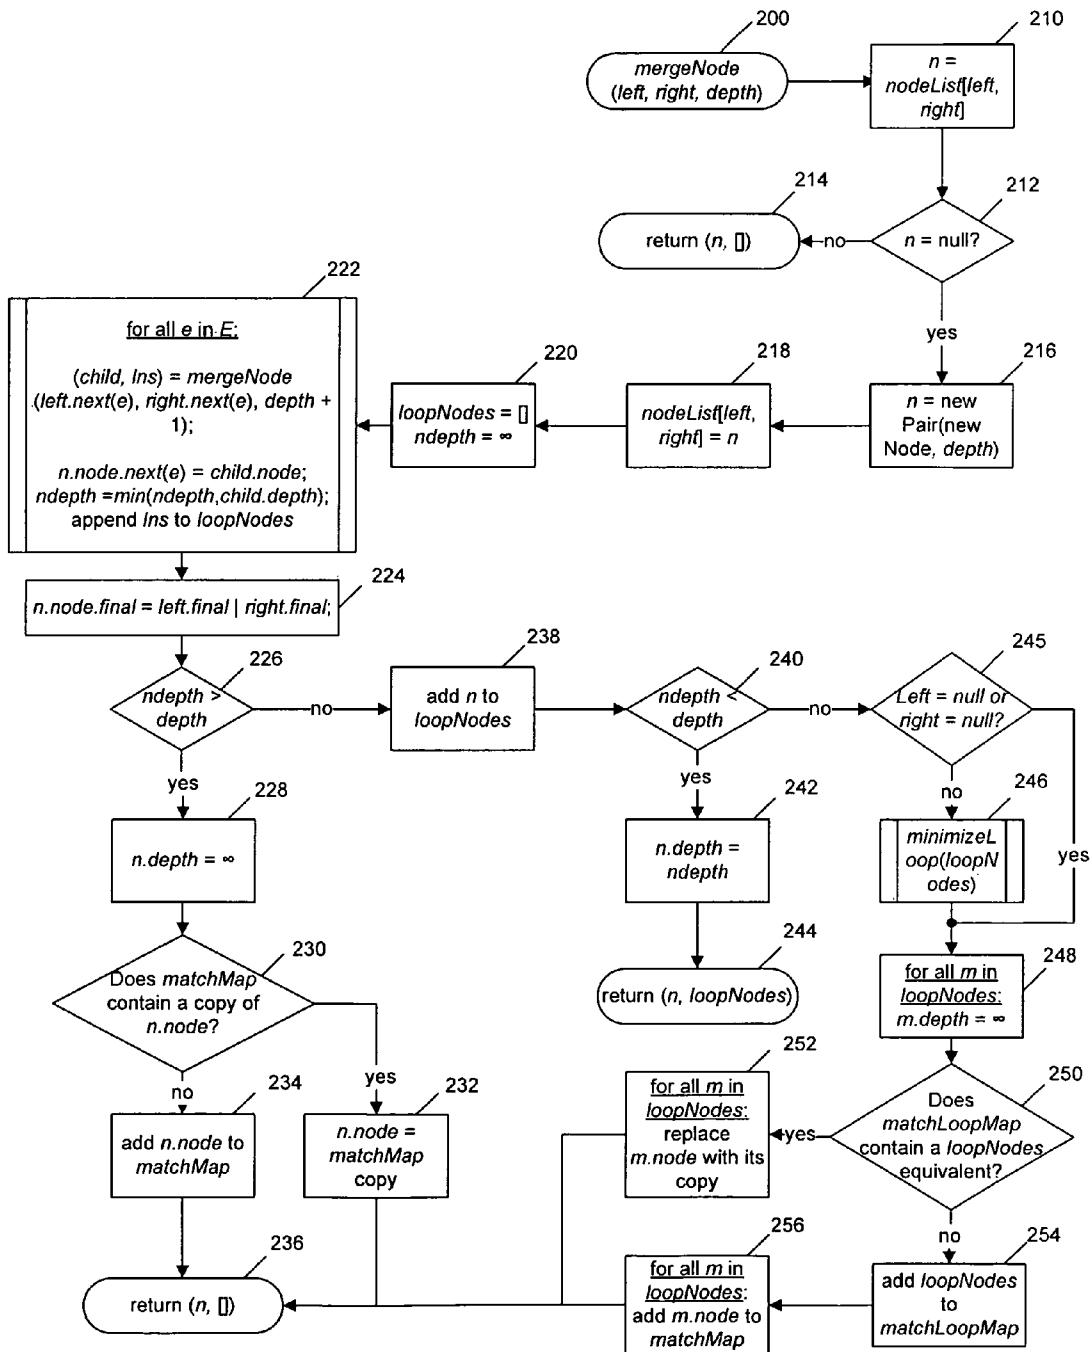 200
mergeNode
(left, right, depth)
210
n =
nodeList[left,
right]
212
n = null?
no
214
return (n, [])
yes
216
n = new
Pair(new
Node, depth)
218
nodeList[left,
right] = n
220
loopNodes = []
ndepth = ∞
222
for all e in E:
(child, lns) = mergeNode
(left.next(e), right.next(e), depth +
1);
n.node.next(e) = child.node;
ndepth =min(ndepth,child.depth);
append lns to loopNodes
224
n.node.final = left.final | right.final;
226
ndepth >
depth
no
yes
238
add n to
loopNodes
240
ndepth <
depth
no
yes
245
Left = null or
right = null?
no
yes
228
n.depth = ∞
242
n.depth =
ndepth
246
minimizeL
oop(loopN
odes)
244
return (n, loopNodes)
248
for all m in
loopNodes:
m.depth = ∞
230
Does matchMap
contain a copy of
n.node?
no
yes
234
add n.node to
matchMap
232
n.node =
matchMap
copy
252
for all m in
loopNodes:
replace
m.node with its
copy
yes
250
Does
matchLoopMap
contain a loopNodes
equivalent?
no
236
return (n, [])
256
for all m in
loopNodes:
add m.node to
matchMap
254
add loopNodes
to
matchLoopMap